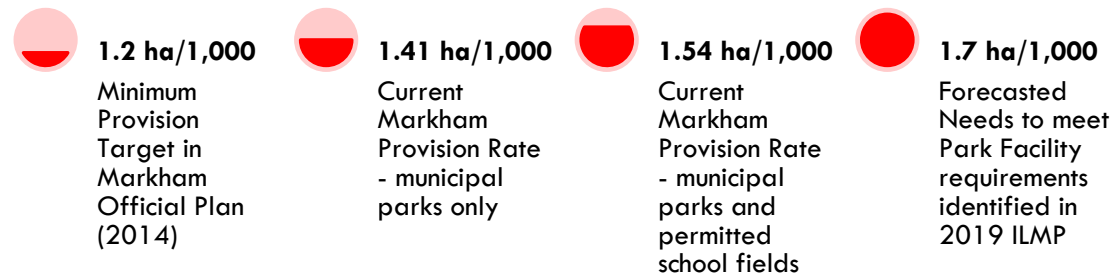 1.2 ha/1,000
Minimum
Provision
Target in
Markham
Official Plan
(2014)
1.41 ha/1,000
Current
Markham
Provision Rate
- municipal
parks only
1.54 ha/1,000
Current
Markham
Provision Rate
- municipal
parks and
permitted
school fields
1.7 ha/1,000
Forecasted
Needs to meet
Park Facility
requirements
identified in
2019 ILMP